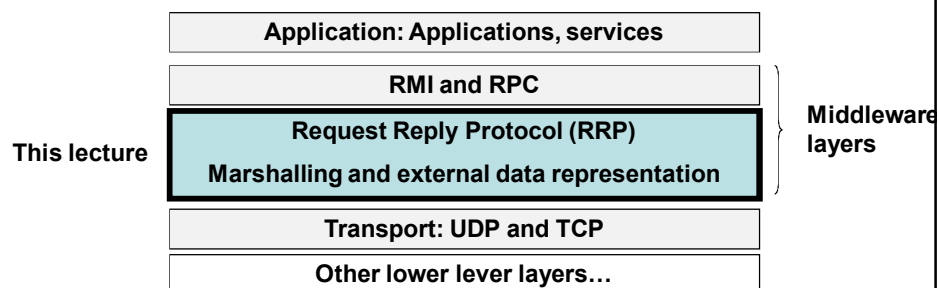 Application: Applications, services
RMI and RPC
Request Reply Protocol (RRP)
Marshalling and external data representation
This lecture
Middleware
layers
Transport: UDP and TCP
Other lower lever layers…